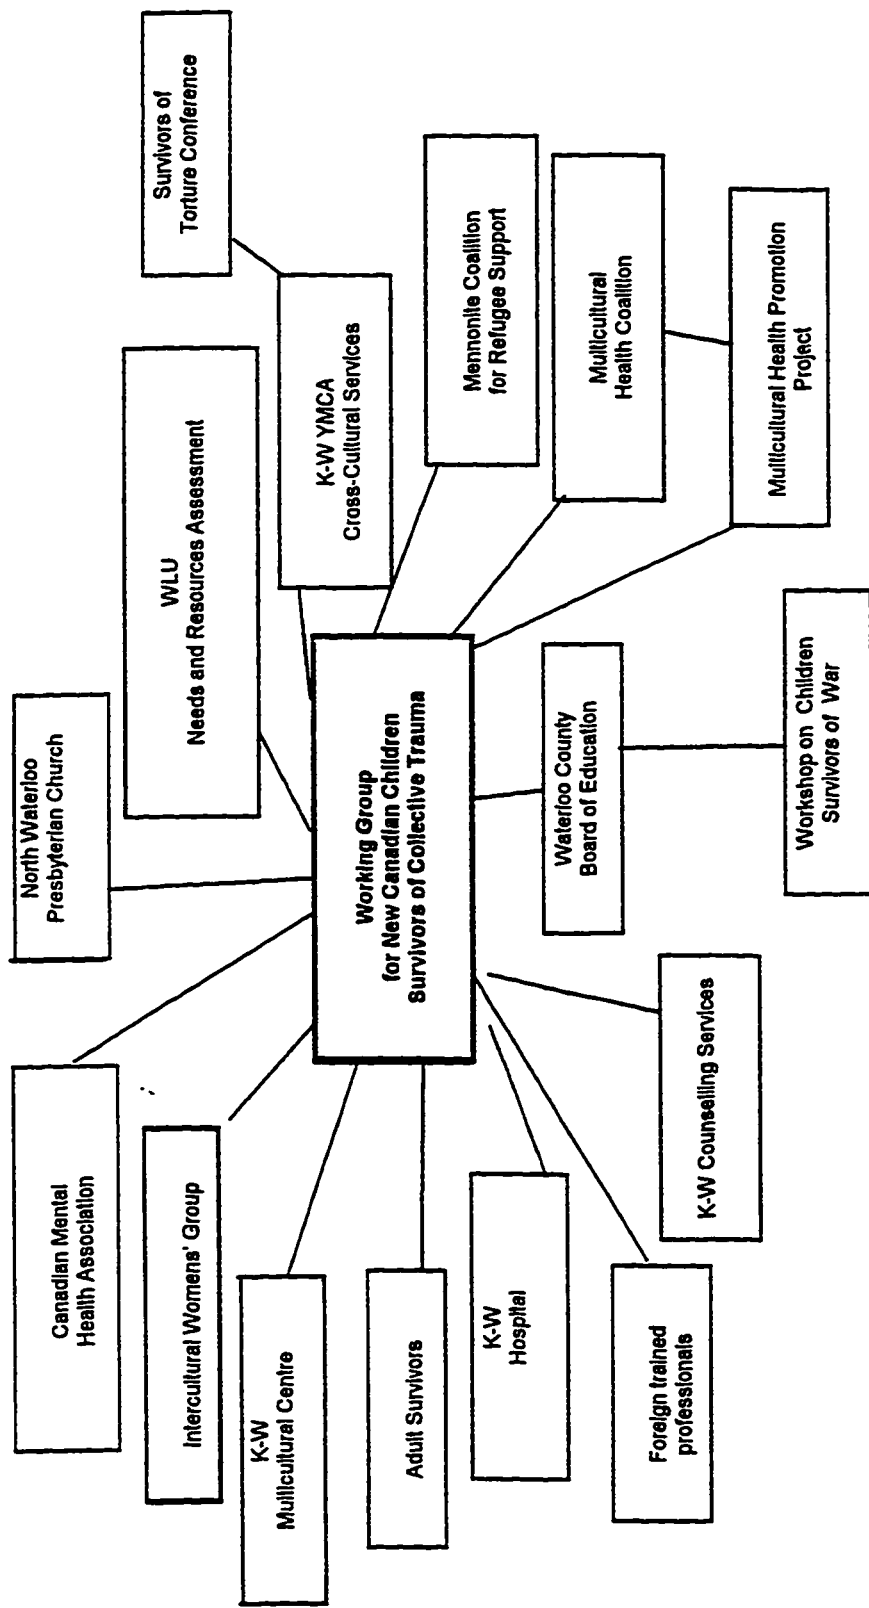 Canadian Mental
Health Association
North Waterloo
Presbyterian Church
WLU
Needs and Resources Assessment
Survivors of
Torture Conference
Intercultural Womens' Group
K-W
Multicultural Centre
K-W YMCA
Cross-Cultural Services
Working Group
for New Canadian Children
Survivors of Collective Trauma
Adult Survivors
Mennonite Coalition
for Refugee Support
K-W
Hospital
Waterloo County
Board of Education
Multicultural
Health Coalition
Foreign trained
professionals
K-W Counselling Services
Multicultural Health Promotion
Project
Workshop on Children
Survivors of War